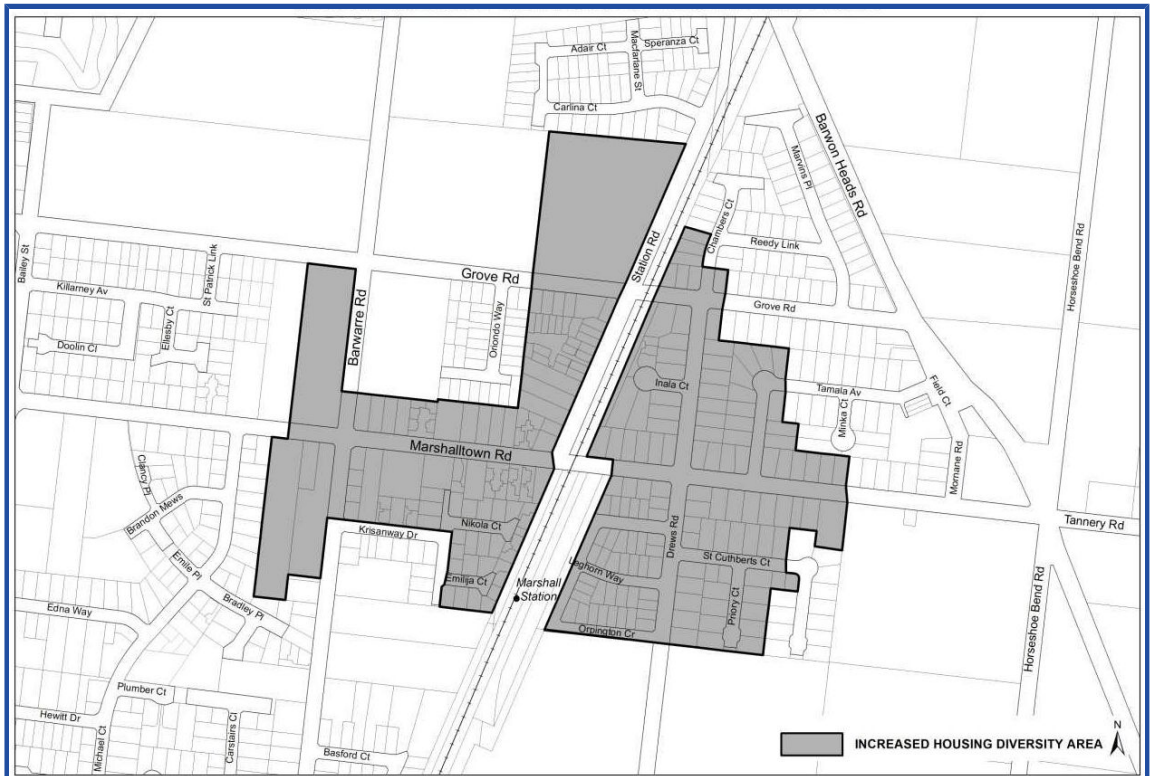 Adair Ct
Macfarlane St
Speranza Ct
Carlina Ct
Barwon Heads Rd
Marvins Pl
Chambers Ct
Reedy Link
Horseshoe Bend Rd
Station Rd
Grove Rd
Grove Rd
Bailey St
St Patrick Link
Killarney Av
Eilesby Ct
Doolin Cl
Barwarre Rd
Oriondo Way
Inala Ct
Tamala Av
Field Ct
Minka Ct
Mornane Rd
Marshalltown Rd
Tannery Rd
Clancy Pl
Brandon Mews
Nikola Ct
Krisanway Dr
Drews Rd
St Cuthberts Ct
Emile Pl
Emilija Ct
Marshall
Station
Leghorn Way
Priory Ct
Edna Way
Bradley Pl
Orpington Cr
Horseshoe Bend Rd
Plumber Ct
Hewitt Dr
Michael Ct
Carstairs Ct
Basford Ct
INCREASED HOUSING DIVERSITY AREA
N